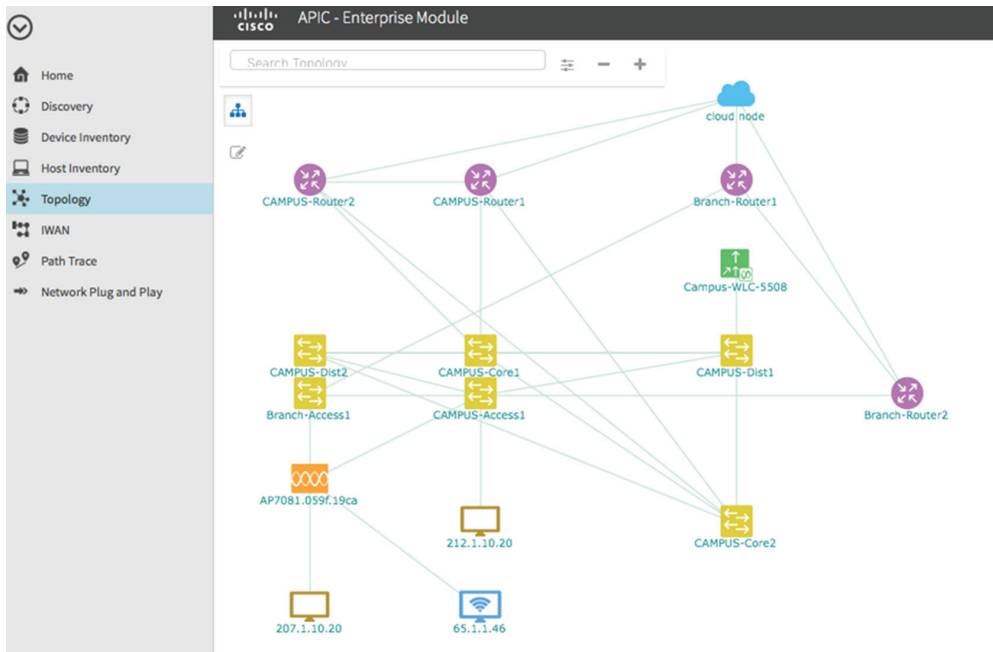 CISCO
APIC - Enterprise Module
Search Topology
Home
Discovery
Device Inventory
Host Inventory
Topology
IWAN
Path Trace
Network Plug and Play
cloud node
CAMPUS-Router2
CAMPUS-Router1
Branch-Router1
Campus-WLC-5508
CAMPUS-Dist2
CAMPUS-Core1
CAMPUS-Dist1
Branch-Access1
CAMPUS-Access1
Branch-Router2
AP7081.059f.19ca
212.1.10.20
CAMPUS-Core2
207.1.10.20
65.1.1.46